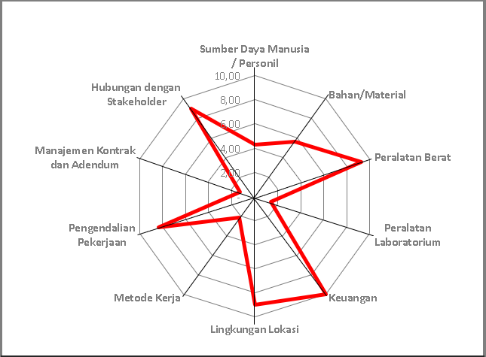 Sumber Daya Manusia
/ Personil
10,00
8,00
6,00
4,00
2,00
Hubungan dengan
Stakeholder
Bahan/Material
Manajemen Kontrak
dan Adendum
Peralatan Berat
Pengendalian
Pekerjaan
Peralatan
Laboratorium
Metode Kerja
Keuangan
Lingkungan Lokasi